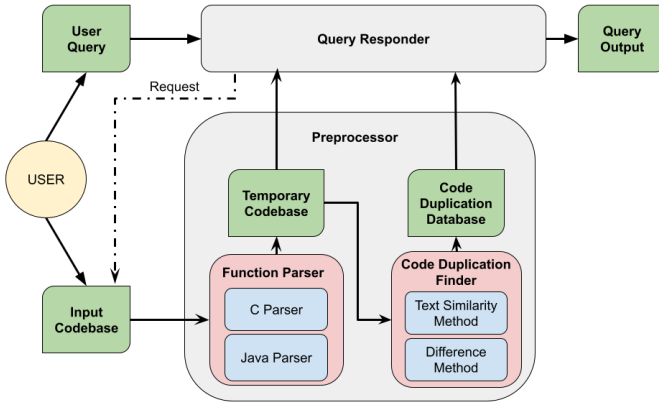 User
Query
Query Responder
Query
Output
Request
Preprocessor
USER
Temporary
Codebase
Code
Duplication
Database
Input
Codebase
Function Parser
C Parser
Java Parser
Code Duplication
Finder
Text Similarity
Method
Difference
Method